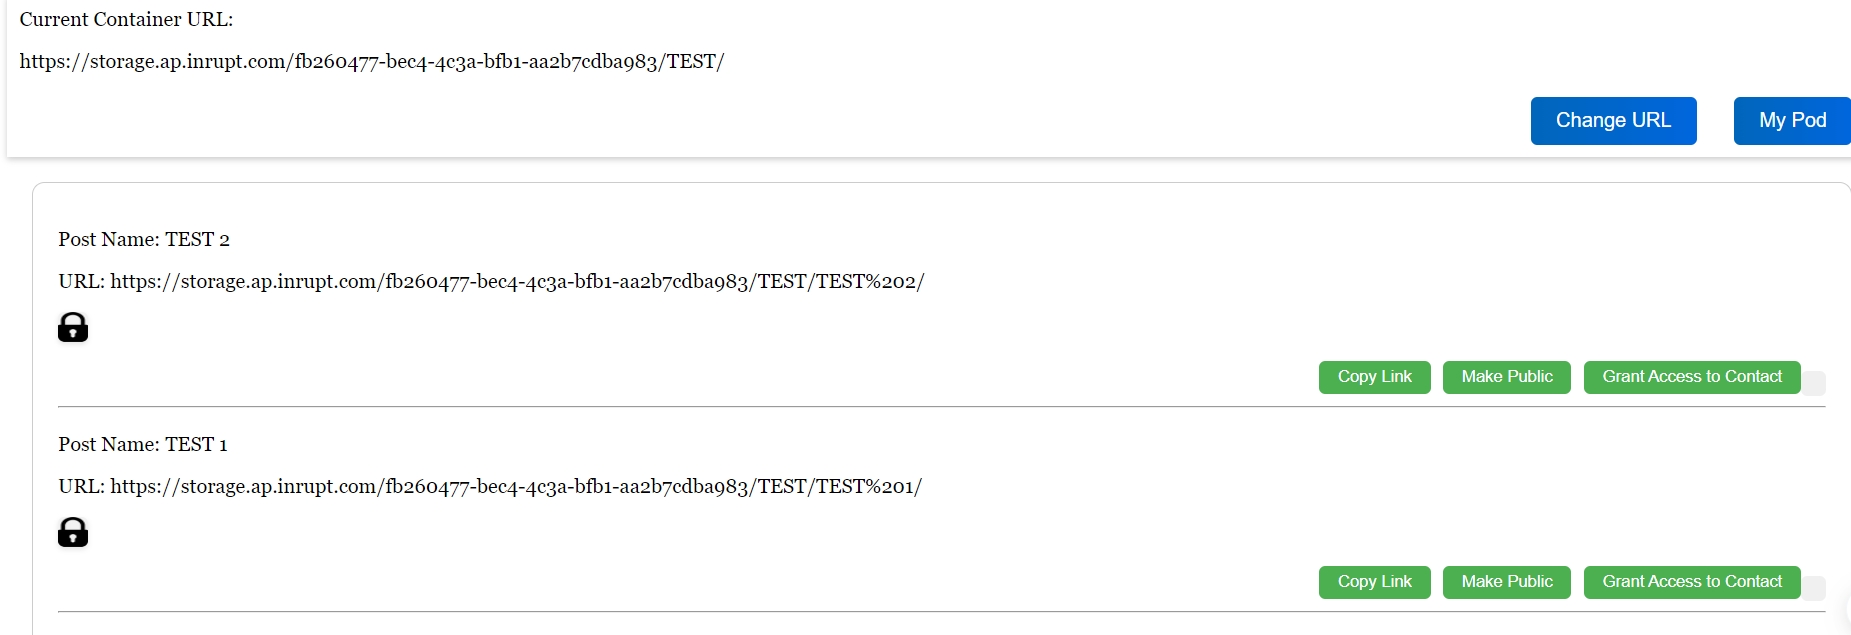 Current Container URL:
https://storage.ap.inrupt.com/fb260477-bec4-4c3a-bfb1-aa2b7cdba983/TEST/
Change URL
My Pod
Post Name: TEST 2
URL: https://storage.ap.inrupt.com/fb260477-bec4-4c3a-bfb1-aa2b7cdba983/TEST/TEST%202/
Copy Link
Make Public
Grant Access to Contact
Post Name: TEST 1
URL: https://storage.ap.inrupt.com/fb260477-bec4-4c3a-bfb1-aa2b7cdba983/TEST/TEST%201/
Copy Link
Make Public
Grant Access to Contact